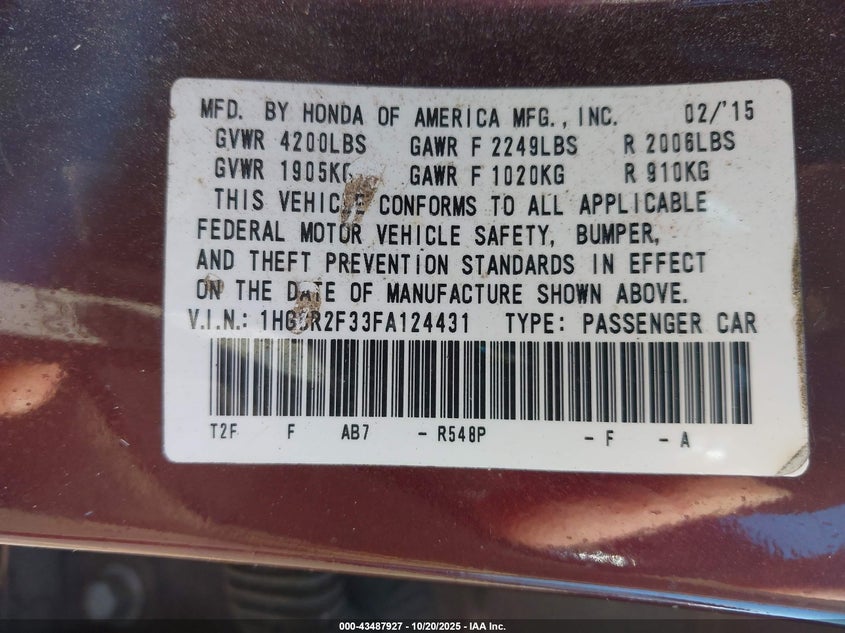 MFD. BY HONDA OF AMERICA MFG., INC. 02/'15
GVWR 4200LBS GAWR F 2249LBS R 2006LBS
GVWR 1905KG GAWR F 1020KG R 910KG
THIS VEHICLE CONFORMS TO ALL APPLICABLE
FEDERAL MOTOR VEHICLE SAFETY, BUMPER,
AND THEFT PREVENTION STANDARDS IN EFFECT
ON THE DATE OF MANUFACTURE SHOWN ABOVE.
V.I.N.: 1HGCR2F33FA124431 TYPE: PASSENGER CAR
T2F F AB7 - R548P - F - A
000-43487927 - 10/20/2025 - IAA Inc.